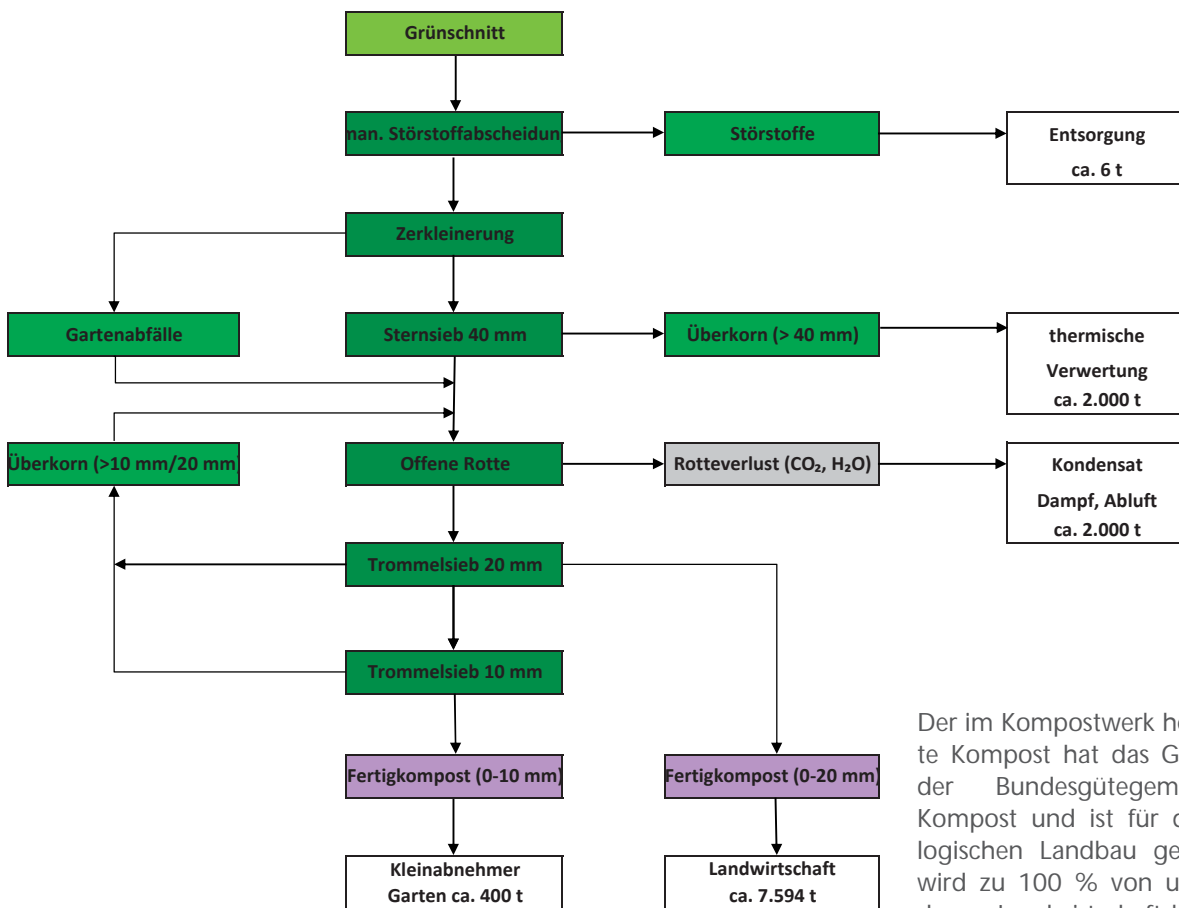 Grünschnitt
man. Störstoffabscheidun
Störstoffe
Entsorgung
ca. 6 t
Zerkleinerung
Gartenabfälle
Sternsieb 40 mm
Überkorn (> 40 mm)
thermische
Verwertung
ca. 2.000 t
Überkorn (>10 mm/20 mm)
Offene Rotte
Rotteverlust (CO₂, H₂O)
Kondensat
Dampf, Abluft
ca. 2.000 t
Trommelsieb 20 mm
Trommelsieb 10 mm
Fertigkompost (0-10 mm)
Fertigkompost (0-20 mm)
Kleinabnehmer
Garten ca. 400 t
Landwirtschaft
ca. 7.594 t
Der im Kompostwerk he
te Kompost hat das G
der Bundesgütegem
Kompost und ist für
logischen Landbau ge
wird zu 100 % von u